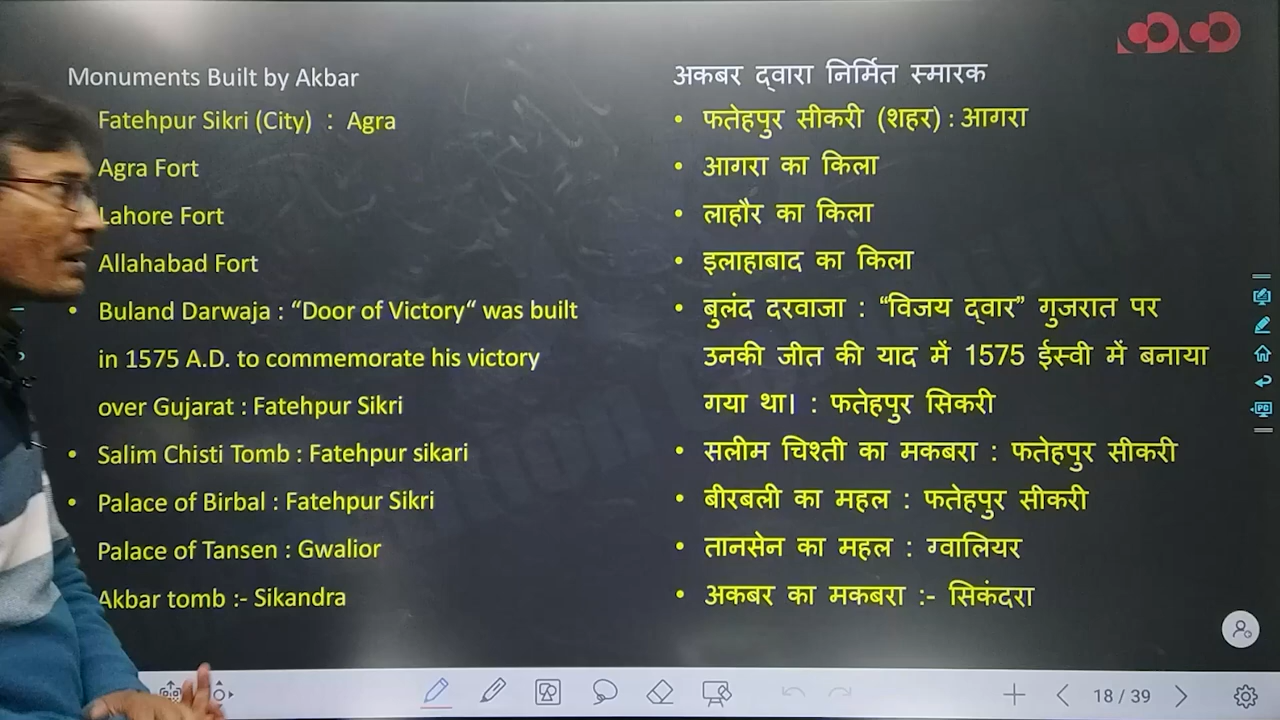 Monuments Built by Akbar
Fatehpur Sikri (City) : Agra
Agra Fort
Lahore Fort
Allahabad Fort
• Buland Darwaja : “Door of Victory“ was built
in 1575 A.D. to commemorate his victory
over Gujarat : Fatehpur Sikri
• Salim Chisti Tomb : Fatehpur sikari
• Palace of Birbal : Fatehpur Sikri
Palace of Tansen : Gwalior
Akbar tomb :- Sikandra
अकबर द्वारा निर्मित स्मारक
• फतेहपुर सीकरी (शहर) : आगरा
• आगरा का किला
• लाहौर का किला
• इलाहाबाद का किला
• बुलंद दरवाजा : “विजय द्वार” गुजरात पर
उनकी जीत की याद में 1575 ईस्वी में बनाया
गया था। : फतेहपुर सिकरी
• सलीम चिश्ती का मकबरा : फतेहपुर सीकरी
• बीरबली का महल : फतेहपुर सीकरी
• तानसेन का महल : ग्वालियर
• अकबर का मकबरा :- सिकंदरा
18 / 39